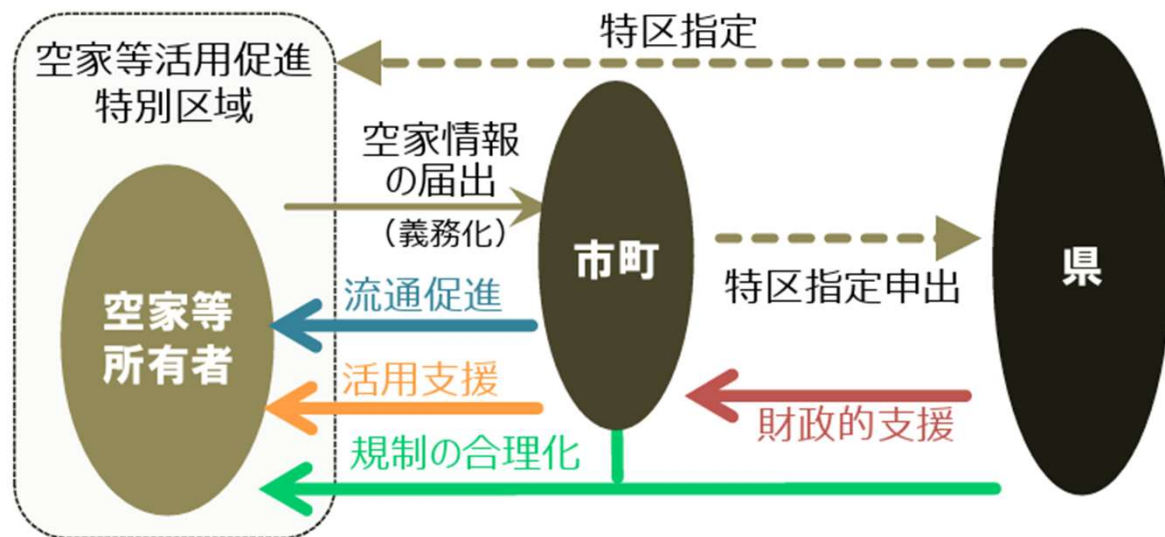 特区指定
空家等活用促進
特別区域
空家情報
の届出
（義務化）
市町
県
特区指定申出
空家等
所有者
流通促進
活用支援
財政的支援
規制の合理化